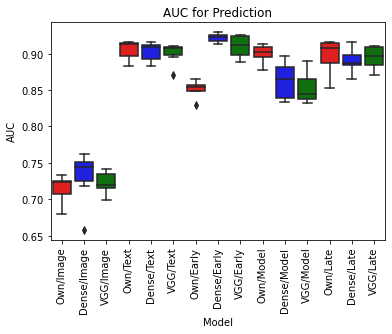 AUC for Prediction
AUC
0.90
0.85
0.80
0.75
0.70
0.65
Own/Image
Dense/Image
VGG/Image
Own/Text
Dense/Text
VGG/Text
Own/Early
Dense/Early
VGG/Early
Own/Model
Dense/Model
VGG/Model
Own/Late
Dense/Late
VGG/Late
Model